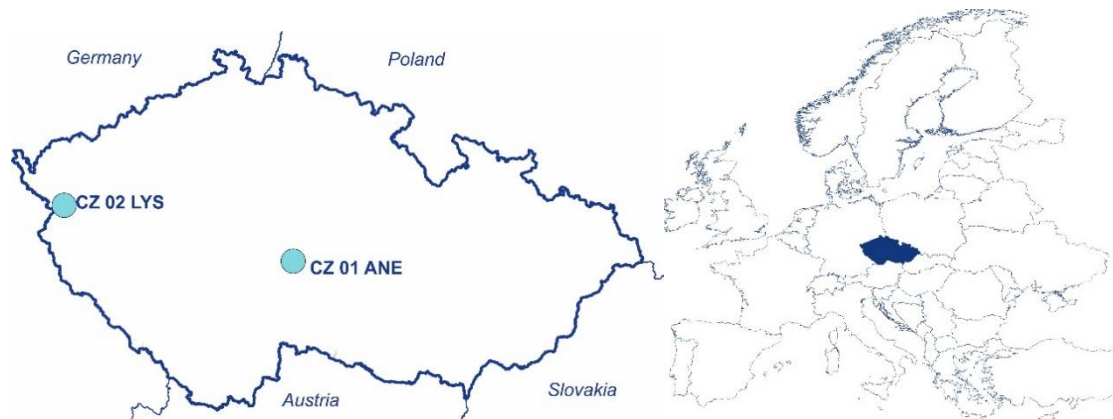 Germany
Poland
CZ 02 LYS
CZ 01 ANE
Austria
Slovakia